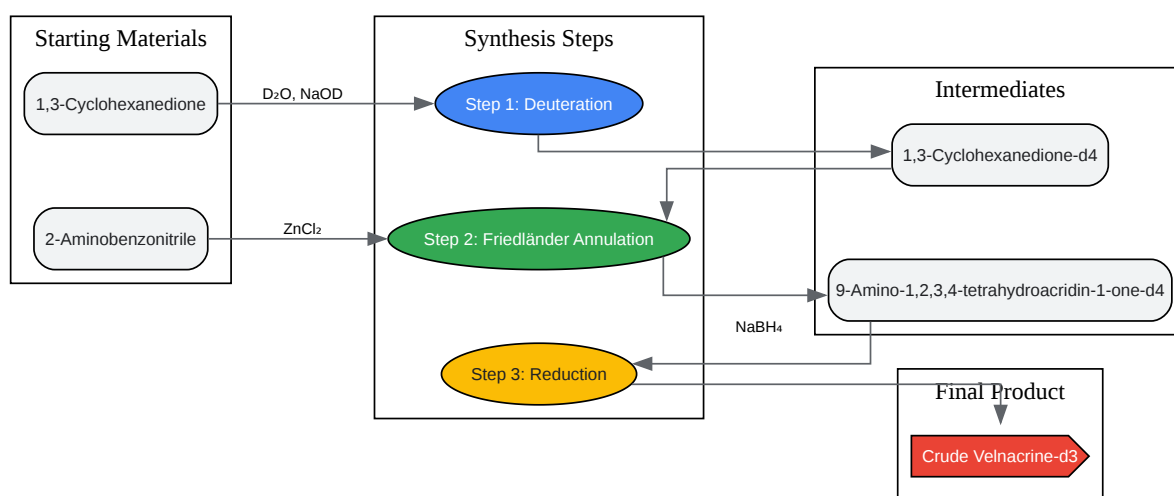 Starting Materials
1,3-Cyclohexanedione
2-Aminobenzonitrile
D₂O, NaOD
ZnCl₂
Synthesis Steps
Step 1: Deuteration
Step 2: Friedländer Annulation
Step 3: Reduction
Intermediates
1,3-Cyclohexanedione-d4
9-Amino-1,2,3,4-tetrahydroacridin-1-one-d4
NaBH₄
Final Product
Crude Velnacrine-d3